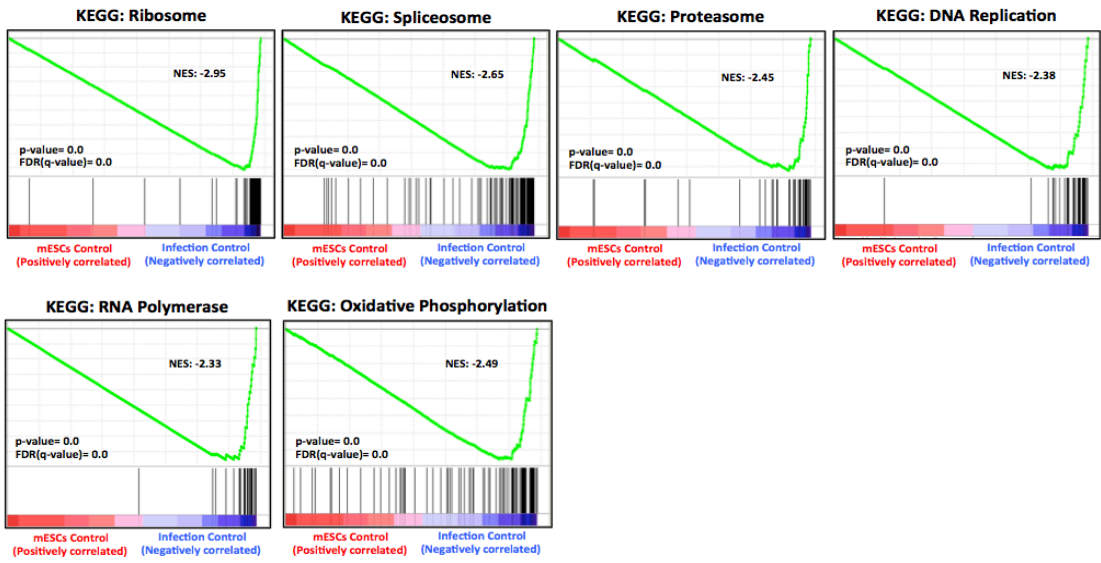 KEGG: Ribosome
NES: -2.95
p-value= 0.0
FDR(q-value)= 0.0
mESCs Control
(Positively correlated)
Infection Control
(Negatively correlated)
KEGG: Spliceosome
NES: -2.65
p-value= 0.0
FDR(q-value)= 0.0
mESCs Control
(Positively correlated)
Infection Control
(Negatively correlated)
KEGG: Proteasome
NES: -2.45
p-value= 0.0
FDR(q-value)= 0.0
mESCs Control
(Positively correlated)
Infection Control
(Negatively correlated)
KEGG: DNA Replication
NES: -2.38
p-value= 0.0
FDR(q-value)= 0.0
mESCs Control
(Positively correlated)
Infection Control
(Negatively correlated)
KEGG: RNA Polymerase
NES: -2.33
p-value= 0.0
FDR(q-value)= 0.0
mESCs Control
(Positively correlated)
Infection Control
(Negatively correlated)
KEGG: Oxidative Phosphorylation
NES: -2.49
p-value= 0.0
FDR(q-value)= 0.0
mESCs Control
(Positively correlated)
Infection Control
(Negatively correlated)